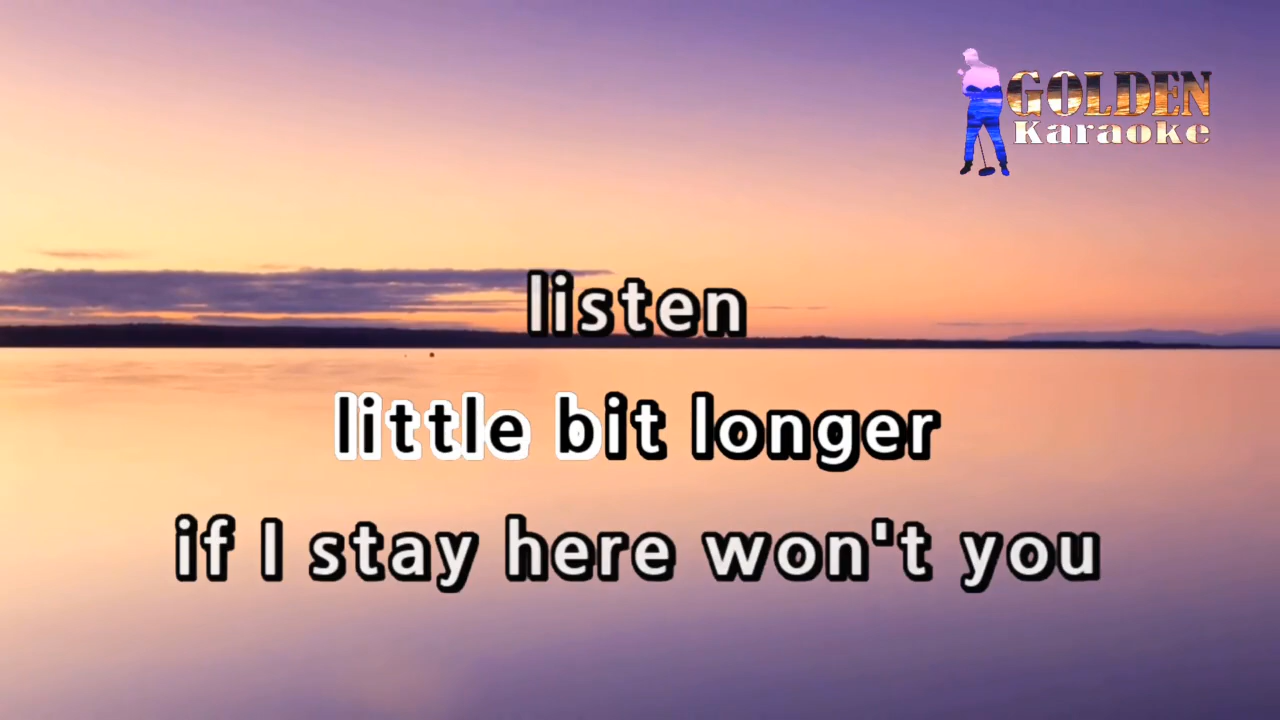 GOLDEN
Karaoke
listen
little bit longer
if I stay here won't you